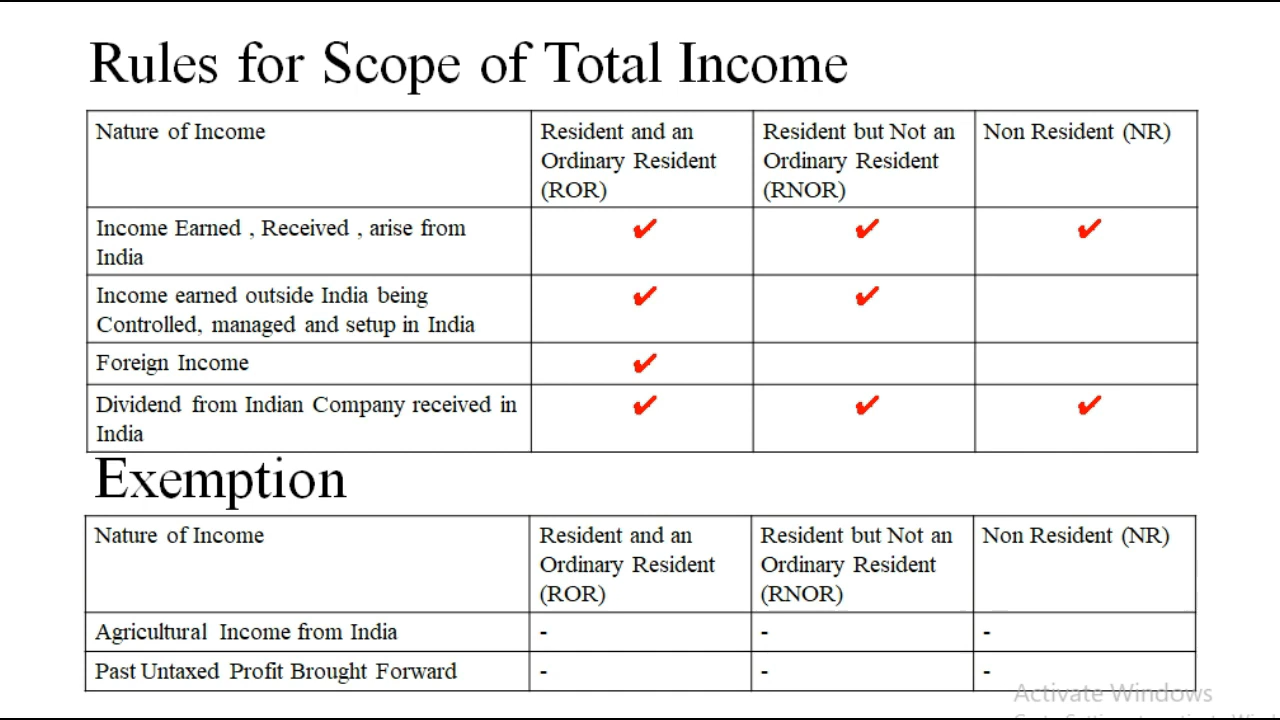 Rules for Scope of Total Income
Nature of Income
Resident and an
Ordinary Resident
(ROR)
Resident but Not an
Ordinary Resident
(RNOR)
Non Resident (NR)
Income Earned , Received , arise from
India
✔ ✔ ✔
Income earned outside India being
Controlled, managed and setup in India
✔ ✔
Foreign Income
✔
Dividend from Indian Company received in
India
✔ ✔ ✔
Exemption
Nature of Income
Resident and an
Ordinary Resident
(ROR)
Resident but Not an
Ordinary Resident
(RNOR)
Non Resident (NR)
Agricultural Income from India - - -
Past Untaxed Profit Brought Forward - - -
Activate Windows